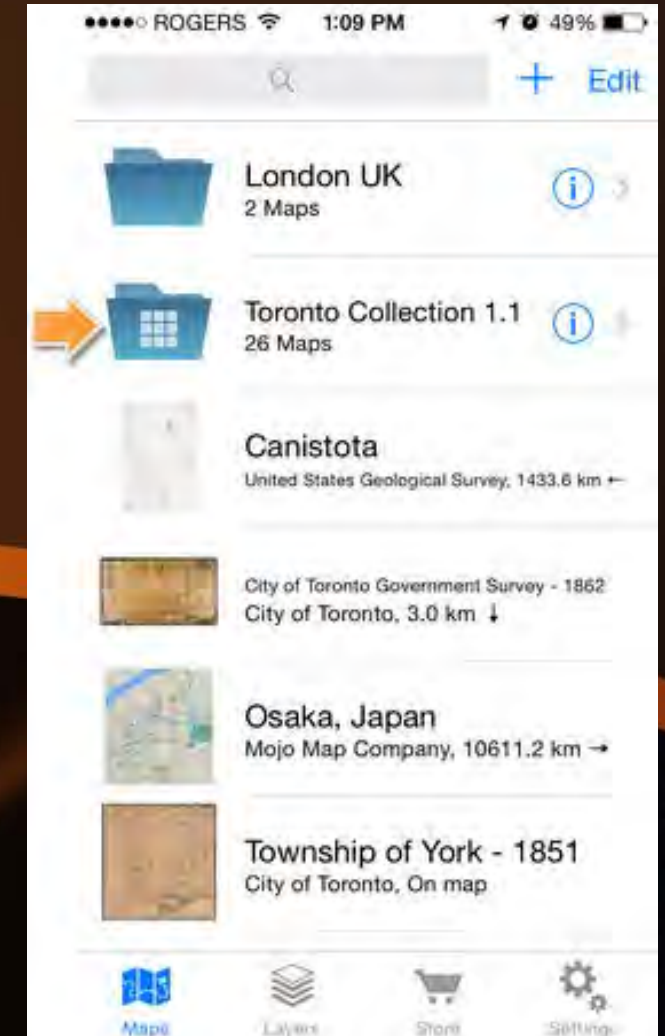 ROGERS 1:09 PM 49%
+ Edit
London UK
2 Maps
Toronto Collection 1.1
26 Maps
Canistota
United States Geological Survey, 1433.6 km ←
City of Toronto Government Survey - 1862
City of Toronto, 3.0 km ↓
Osaka, Japan
Mojo Map Company, 10611.2 km →
Township of York - 1851
City of Toronto, On map
Maps Layers Store Settings